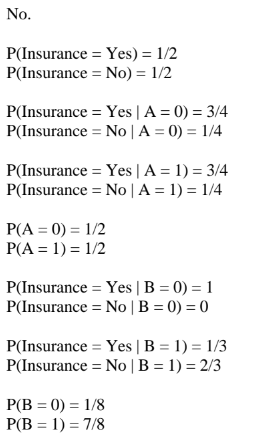 No.
P(Insurance = Yes) = 1/2
P(Insurance = No) = 1/2
P(Insurance = Yes | A = 0) = 3/4
P(Insurance = No | A = 0) = 1/4
P(Insurance = Yes | A = 1) = 3/4
P(Insurance = No | A = 1) = 1/4
P(A = 0) = 1/2
P(A = 1) = 1/2
P(Insurance = Yes | B = 0) = 1
P(Insurance = No | B = 0) = 0
P(Insurance = Yes | B = 1) = 1/3
P(Insurance = No | B = 1) = 2/3
P(B = 0) = 1/8
P(B = 1) = 7/8